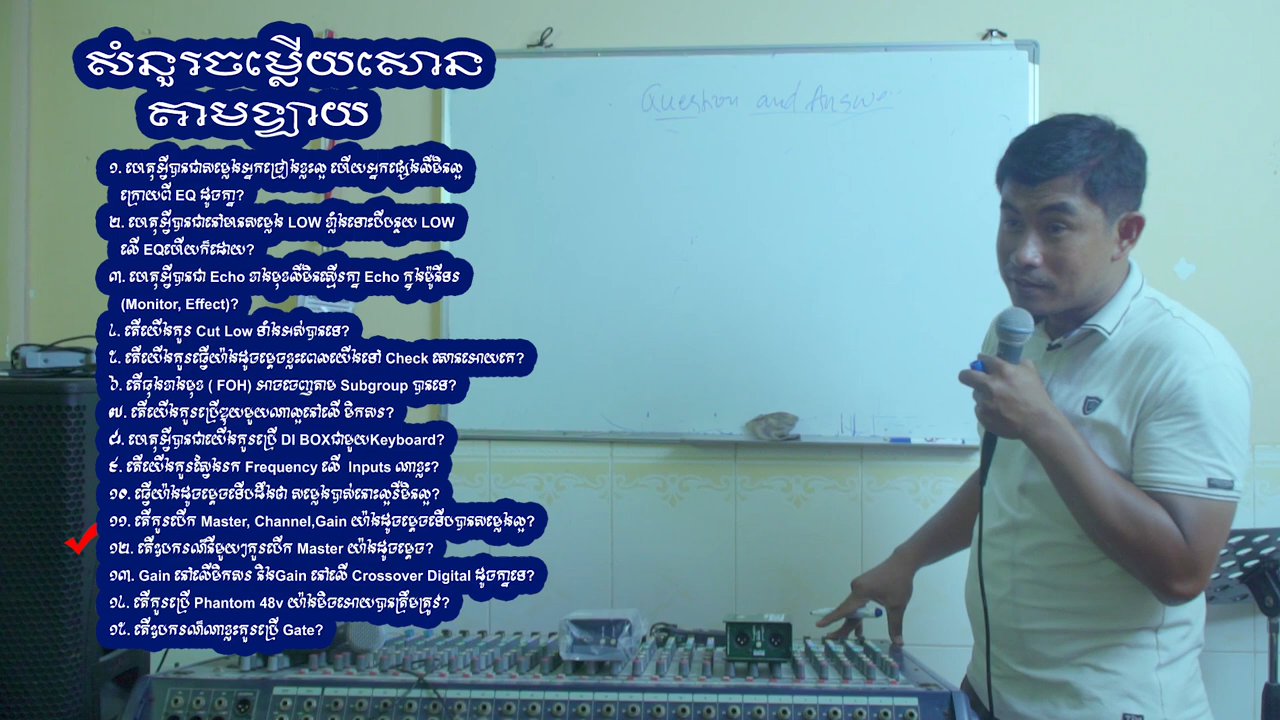 សំនួរចម្លើយសោន
តាមឡាយ
Question and Answer
១. ហេតុអ្វីបានជាសម្លេងអ្នកច្រៀងខ្លះល្អ ហើយអ្នកផ្សេងលឺមិនល្អ
ក្រោយពី EQ ដូចគ្នា?
២. ហេតុអ្វីបានជានៅមានសម្លេង LOW ខ្លាំងទោះបីបន្ថយ LOW
លើ EQហើយក៏ដោយ?
៣. ហេតុអ្វីបានជា Echo ខាងមុខលឺមិនស្មើរគ្នា Echo ក្នុងម៉ូនីទ័រ
(Monitor, Effect)?
៤. តើយើងគួរ Cut Low ទាំងអស់បានទេ?
៥. តើយើងគួរធ្វើយ៉ាងដូចម្តេចខ្លះពេលយើងទៅ Check សោនអោយគេ?
៦. តើធុងខាងមុខ ( FOH) អាចចេញតាម Subgroup បានទេ?
៧. តើយើងគួរប្រើឌុយមួយណាល្អនៅលើ មិកសរ?
៨. ហេតុអ្វីបានជាយើងគួរប្រើ DI BOXជាមួយKeyboard?
៩. តើយើងគួរស្វែងរក Frequency លើ Inputs ណាខ្លះ?
១០. ធ្វើយ៉ាងដូចម្តេចទើបដឹងថា សម្លេងបាស់នោះល្អរឺមិនល្អ?
១១. តើគួរបើក Master, Channel,Gain យ៉ាងដូចម្តេចទើបបានសម្លេងល្អ?
១២. តើឧបករណ៍នីមួយៗគួរបើក Master យ៉ាងដូចម្តេច?
១៣. Gain នៅលើមិកសរ និងGain នៅលើ Crossover Digital ដូចគ្នាទេ?
១៤. តើគួរប្រើ Phantom 48v យ៉ាងមិចអោយបានត្រឹមត្រូវ?
១៥. តើឧបករណ៍ណាខ្លះគួរប្រើ Gate?